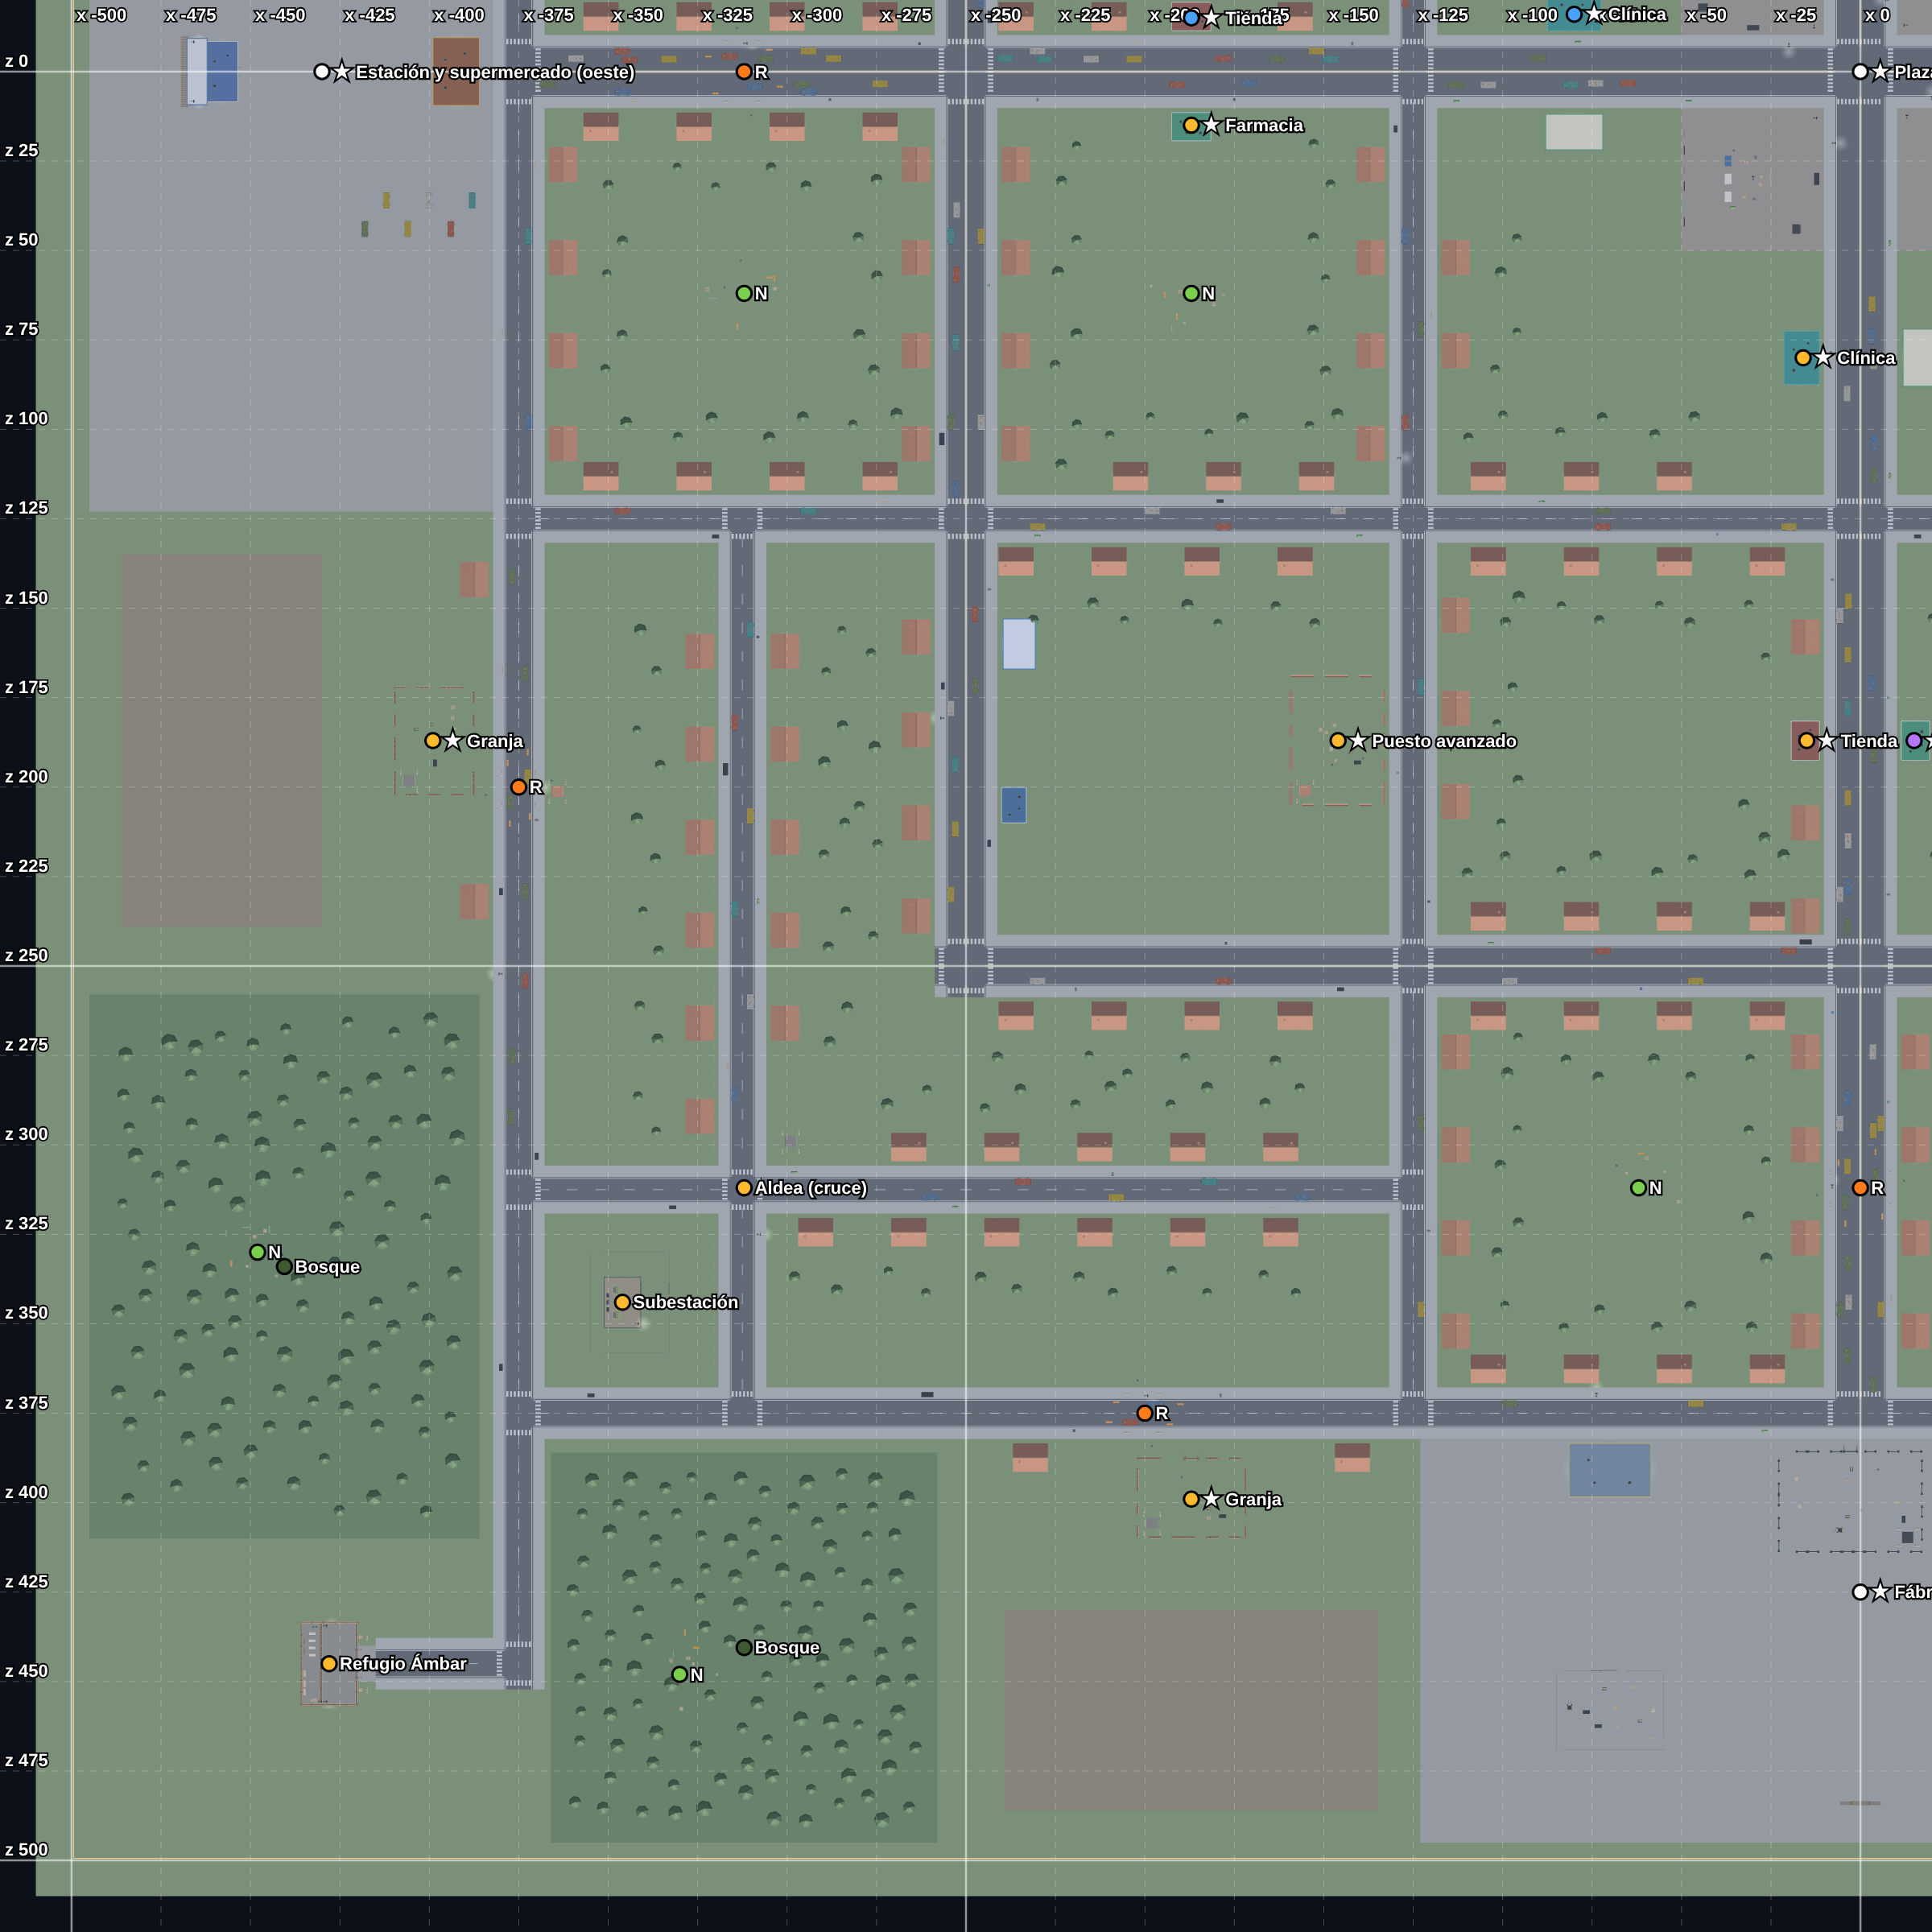 x -500 x -475 x -450 x -425 x -400 x -375 x -350 x -325 x -300 x -275 x -250 x -225 x -175 x -150 x -125 x -100 x -50 x -25 x 0
Tienda
Clínica
z 0
Estación y supermercado (oeste)
R
z 25
Farmacia
z 50
N
N
z 75
Clínica
z 100
z 125
z 150
z 175
Granja
Puesto avanzado
Tienda
z 200
R
z 225
z 250
z 275
z 300
Aldea (cruce)
N
R
z 325
N
Bosque
Subestación
z 350
z 375
R
z 400
Granja
z 425
z 450
Bosque
Refugio Ámbar
N
z 475
z 500